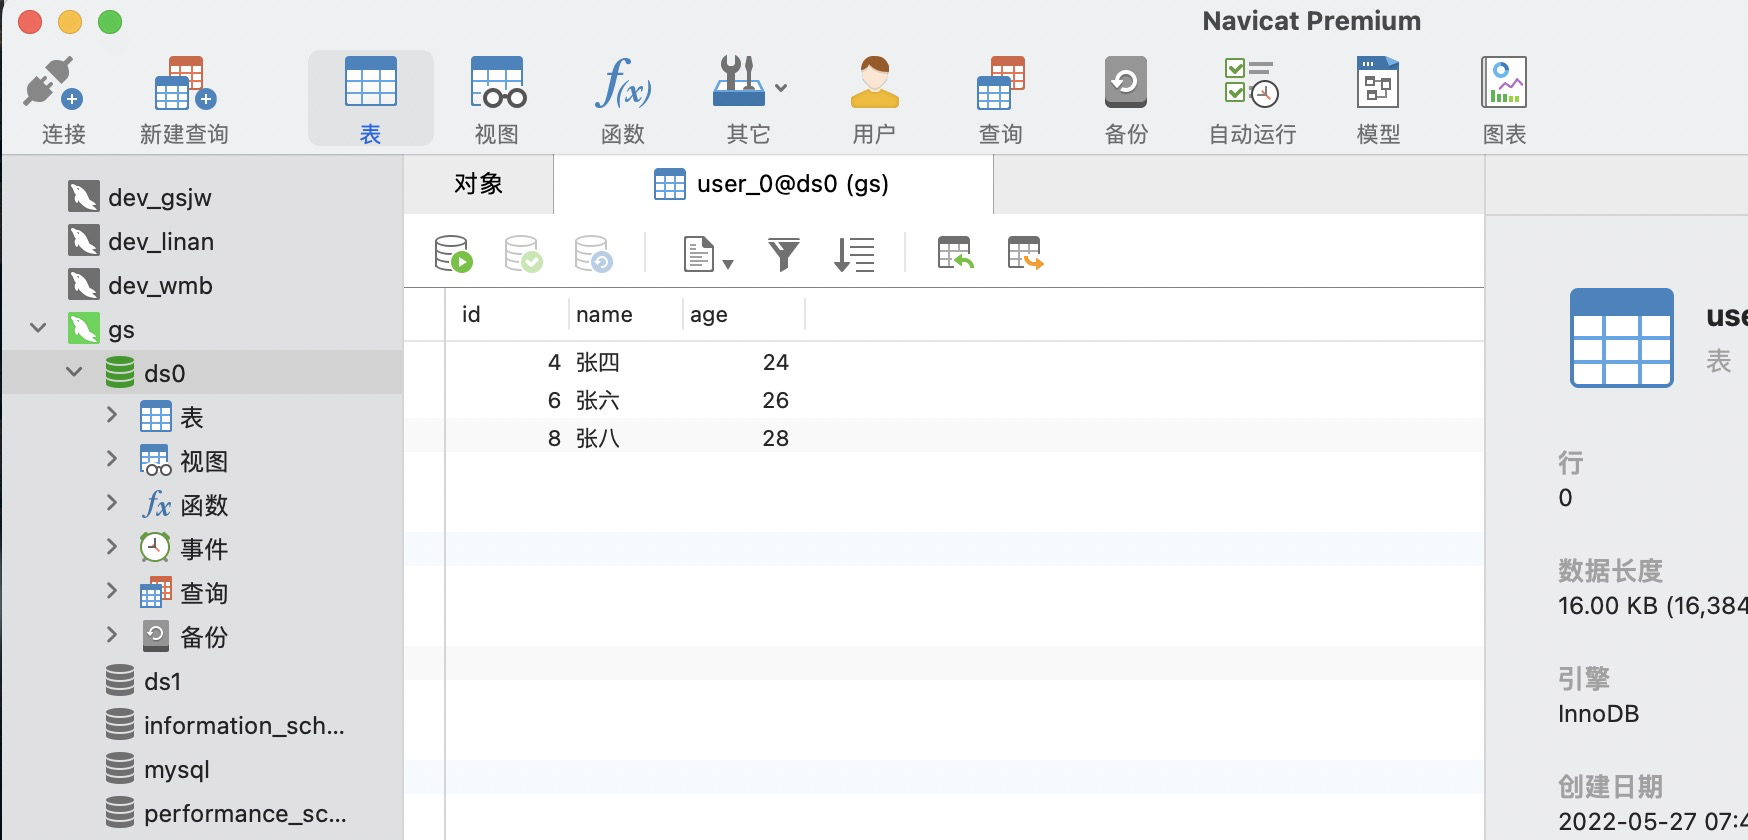 Navicat Premium
连接
新建查询
表
视图
函数
其它
用户
查询
备份
自动运行
模型
图表
dev_gsjw
dev_linan
dev_wmb
gs
ds0
表
视图
函数
事件
查询
备份
ds1
information_sch...
mysql
performance_sc...
对象
user_0@ds0 (gs)
id name age
4 张四 24
6 张六 26
8 张八 28
use
表
行
0
数据长度
16.00 KB (16,384
引擎
InnoDB
创建日期
2022-05-27 07:4